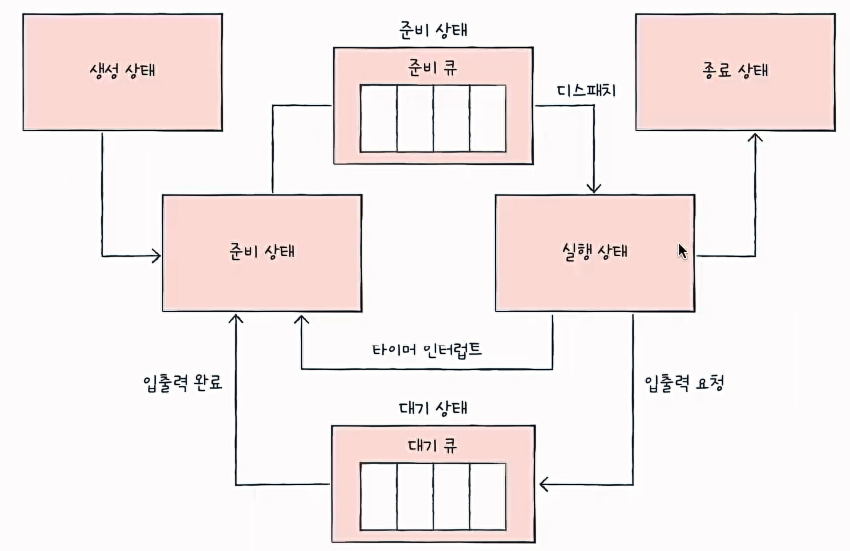 준비 상태
생성 상태
준비 큐
종료 상태
디스패치
준비 상태
실행 상태
타이머 인터럽트
입출력 완료
입출력 요청
대기 상태
대기 큐